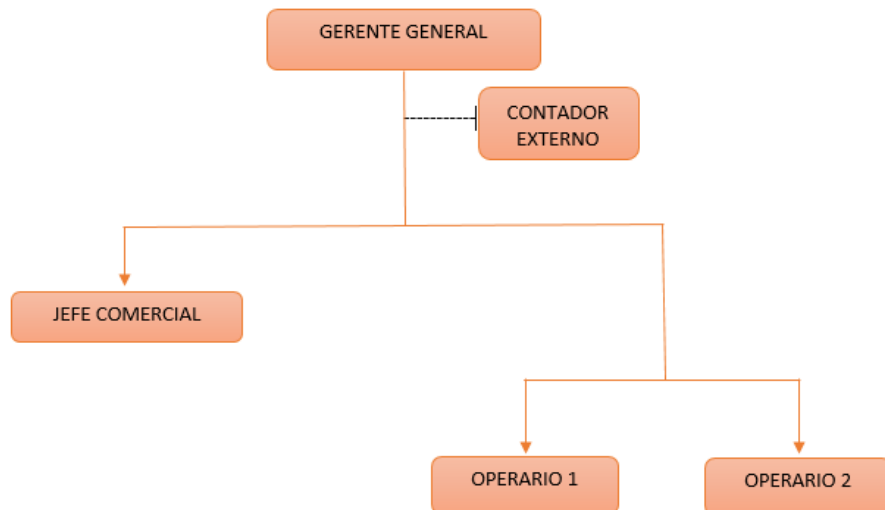 GERENTE GENERAL
CONTADOR
EXTERNO
JEFE COMERCIAL
OPERARIO 1
OPERARIO 2